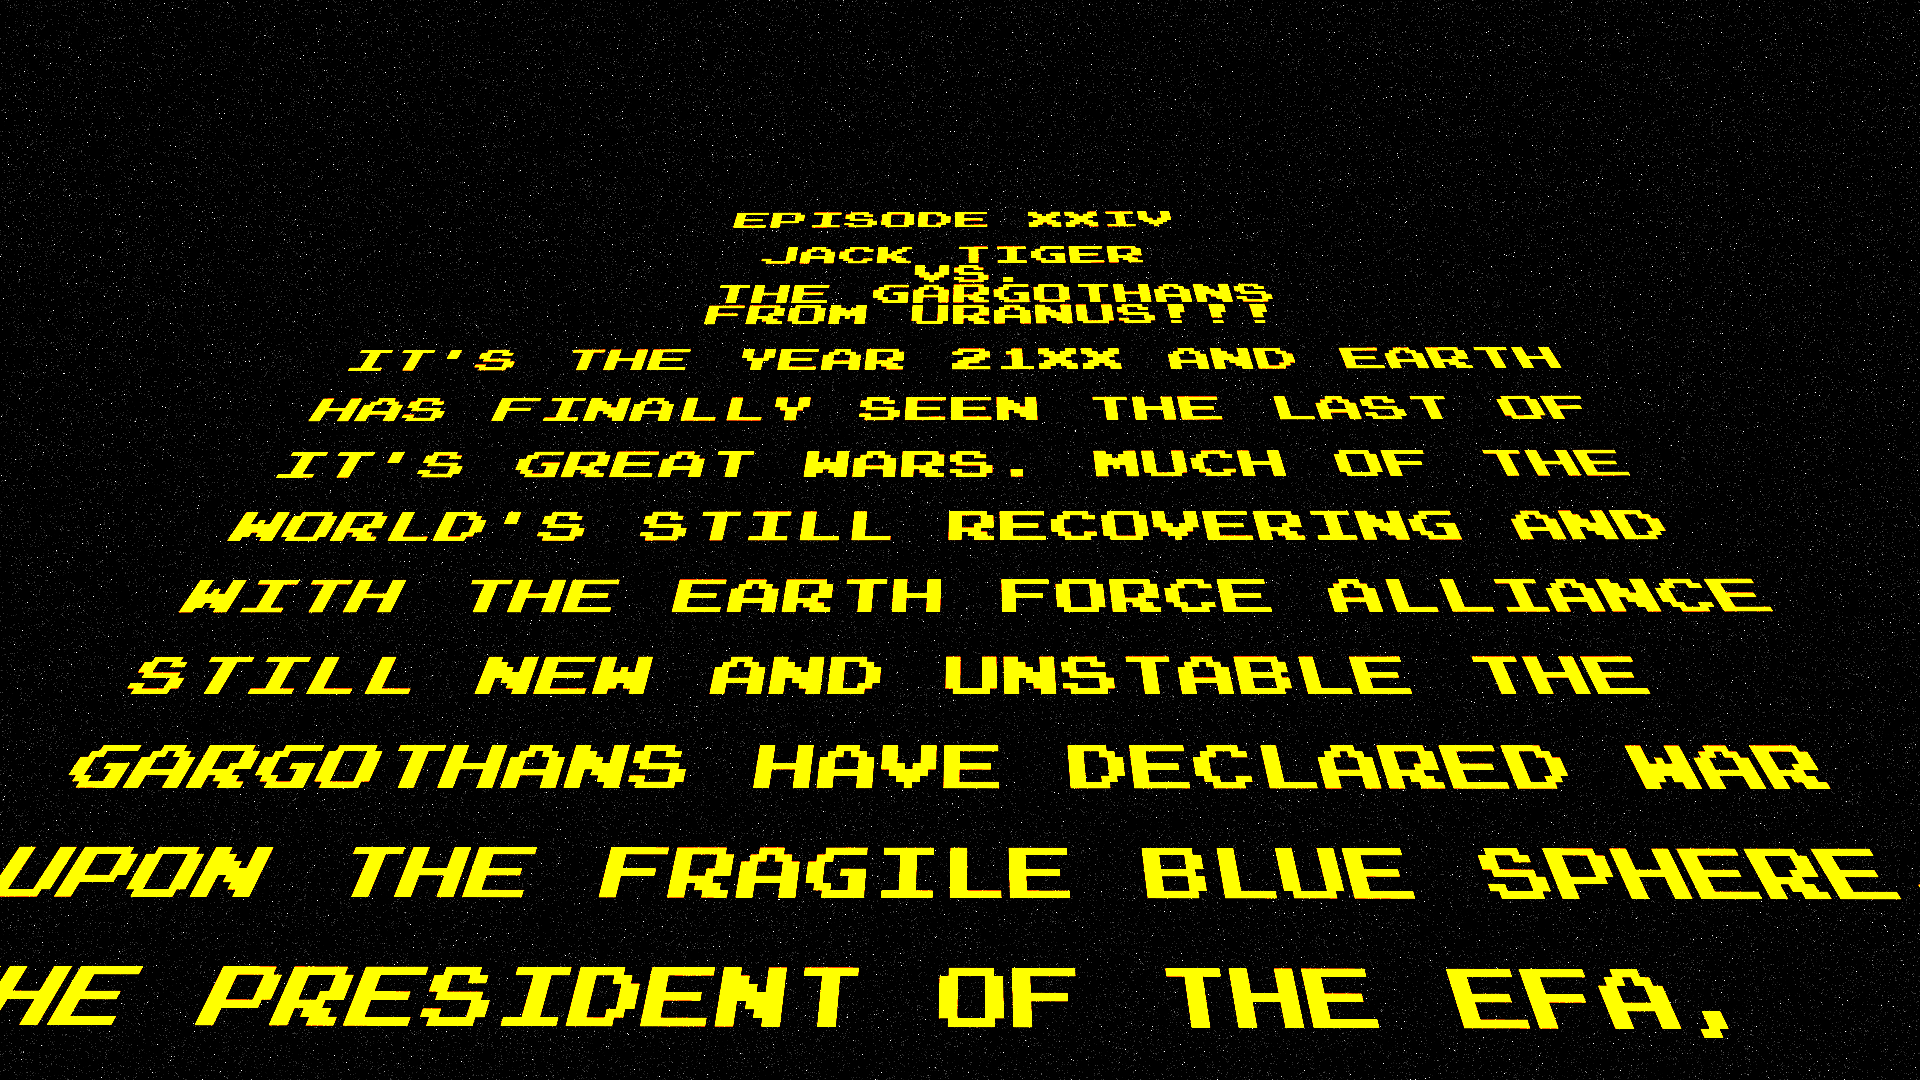 EPISODE XXIV
JACK TIGER
VS.
THE GARGOTHANS
FROM URANUS!!!
IT'S THE YEAR 21XX AND EARTH
HAS FINALLY SEEN THE LAST OF
IT'S GREAT WARS. MUCH OF THE
WORLD'S STILL RECOVERING AND
WITH THE EARTH FORCE ALLIANCE
STILL NEW AND UNSTABLE THE
GARGOTHANS HAVE DECLARED WAR
UPON THE FRAGILE BLUE SPHERE
HE PRESIDENT OF THE EFA,